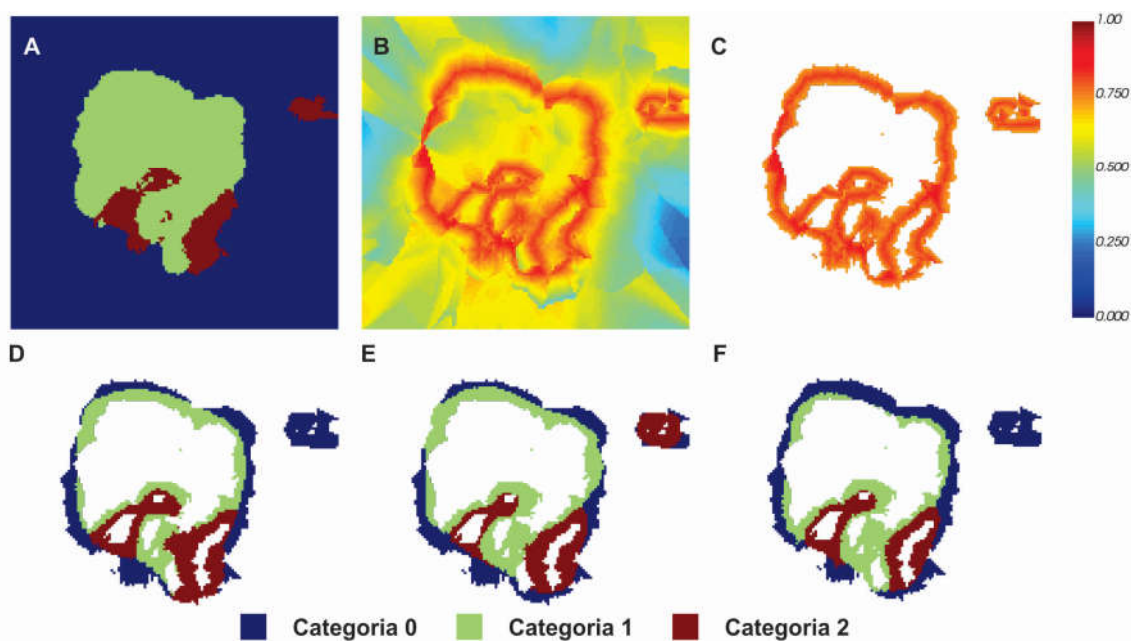 A
B
C
1.00
0.750
0.500
0.250
0.000
D
E
F
Categoria 0
Categoria 1
Categoria 2